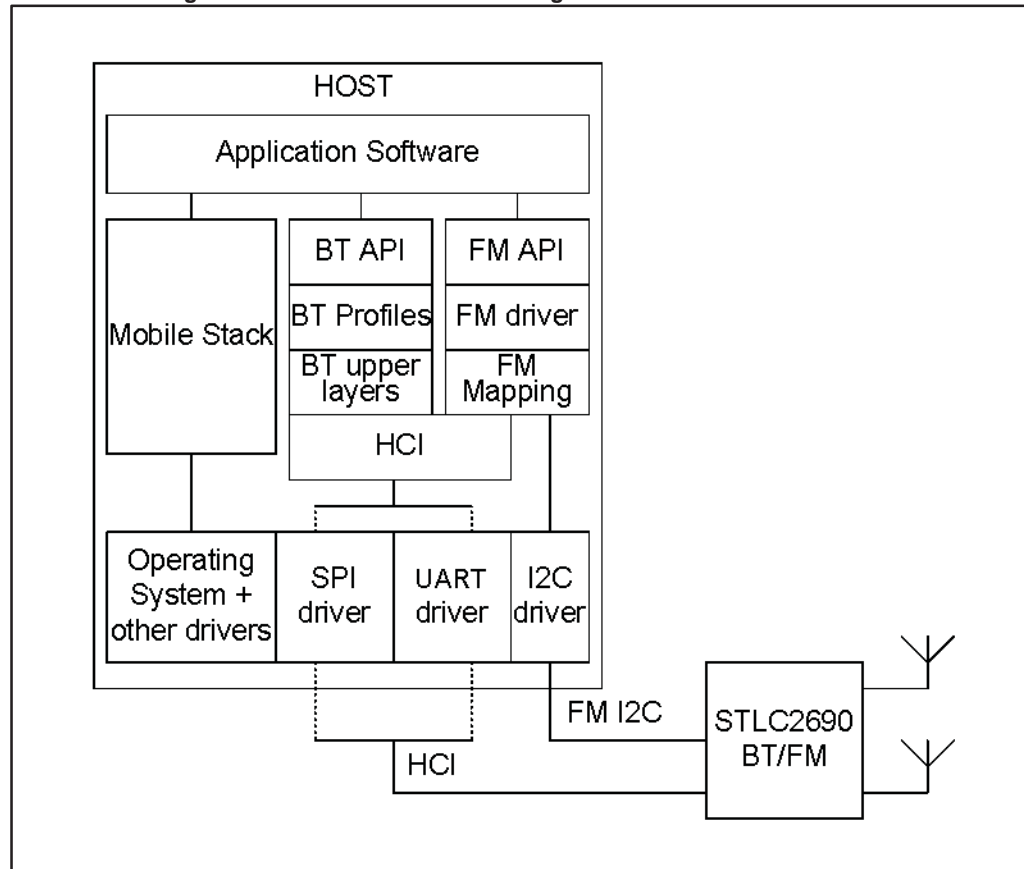 HOST
Application Software
Mobile Stack
BT API
BT Profiles
BT upper
layers
FM API
FM driver
FM
Mapping
HCI
Operating
System +
other drivers
SPI
driver
UART
driver
I2C
driver
FM I2C
HCI
STLC2690
BT/FM